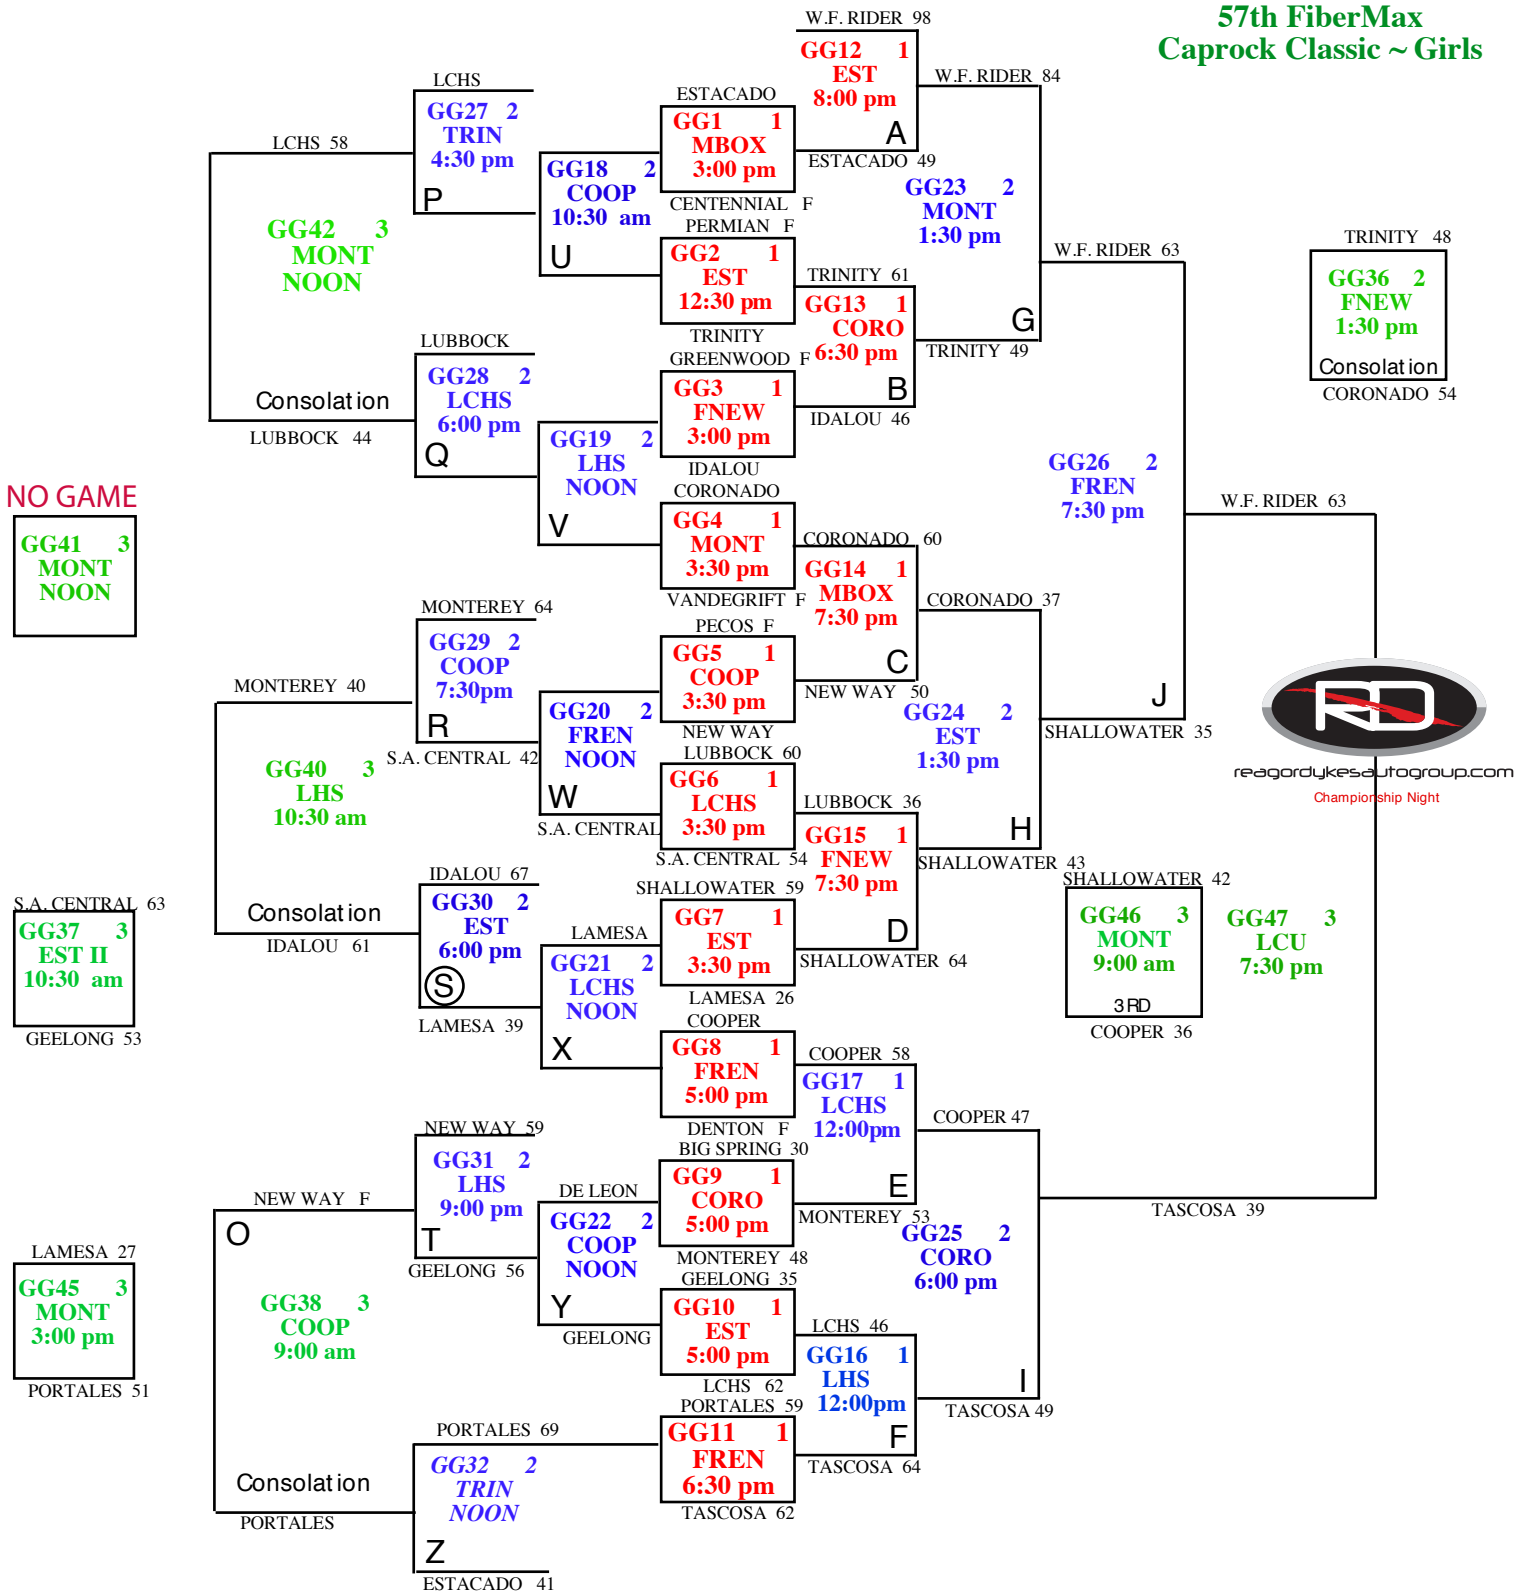 57th FiberMax
Caprock Classic ~ Girls
W.F. RIDER 98
GG12 1
EST
8:00 pm
A
ESTACADO 49
W.F. RIDER 84
LCHS
GG27 2
TRIN
4:30 pm
P
LCHS 58
ESTACADO
GG1 1
MBOX
3:00 pm
CENTENNIAL F
GG18 2
COOP
10:30 am
U
PERMIAN F
GG2 1
EST
12:30 pm
TRINITY
GG23 2
MONT
1:30 pm
G
GG42 3
MONT
NOON
Consolation
LUBBOCK 44
TRINITY 61
GG13 1
CORO
6:30 pm
B
IDALOU 46
TRINITY 49
W.F. RIDER 63
TRINITY 48
GG36 2
FNEW
1:30 pm
Consolation
CORONADO 54
LUBBOCK
GG28 2
LCHS
6:00 pm
Q
GREENWOOD F
GG3 1
FNEW
3:00 pm
IDALOU
GG19 2
LHS
NOON
V
CORONADO
GG4 1
MONT
3:30 pm
VANDEGRIFT F
GG26 2
FREN
7:30 pm
J
W.F. RIDER 63
NO GAME
GG41 3
MONT
NOON
CORONADO 60
GG14 1
MBOX
7:30 pm
C
NEW WAY 50
CORONADO 37
MONTEREY 64
GG29 2
COOP
7:30pm
R
S.A. CENTRAL 42
MONTEREY 40
PECOS F
GG5 1
COOP
3:30 pm
NEW WAY
GG20 2
FREN
NOON
W
S.A. CENTRAL
LUBBOCK 60
GG6 1
LCHS
3:30 pm
S.A. CENTRAL 54
GG24 2
EST
1:30 pm
H
SHALLOWATER 35
RD
reagordykesautogroup.com
Championship Night
GG40 3
LHS
10:30 am
Consolation
IDALOU 61
LUBBOCK 36
GG15 1
FNEW
7:30 pm
D
SHALLOWATER 64
SHALLOWATER 43
IDALOU 67
GG30 2
EST
6:00 pm
S
LAMESA 39
SHALLOWATER 59
GG7 1
EST
3:30 pm
LAMESA 26
LAMESA
GG21 2
LCHS
NOON
X
S.A. CENTRAL 63
GG37 3
EST II
10:30 am
GEELONG 53
SHALLOWATER 42
GG46 3
MONT
9:00 am
3RD
COOPER 36
GG47 3
LCU
7:30 pm
COOPER
GG8 1
FREN
5:00 pm
DENTON F
COOPER 58
GG17 1
LCHS
12:00pm
E
MONTEREY 53
COOPER 47
NEW WAY 59
GG31 2
LHS
9:00 pm
T
GEELONG 56
NEW WAY F
O
BIG SPRING 30
GG9 1
CORO
5:00 pm
MONTEREY 48
DE LEON
GG22 2
COOP
NOON
Y
GEELONG
GG25 2
CORO
6:00 pm
I
TASCOSA 39
LAMESA 27
GG45 3
MONT
3:00 pm
PORTALES 51
GG38 3
COOP
9:00 am
Consolation
PORTALES
GEELONG 35
GG10 1
EST
5:00 pm
LCHS 62
LCHS 46
GG16 1
LHS
12:00pm
F
TASCOSA 64
TASCOSA 49
PORTALES 59
GG11 1
FREN
6:30 pm
TASCOSA 62
PORTALES 69
GG32 2
TRIN
NOON
Z
ESTACADO 41